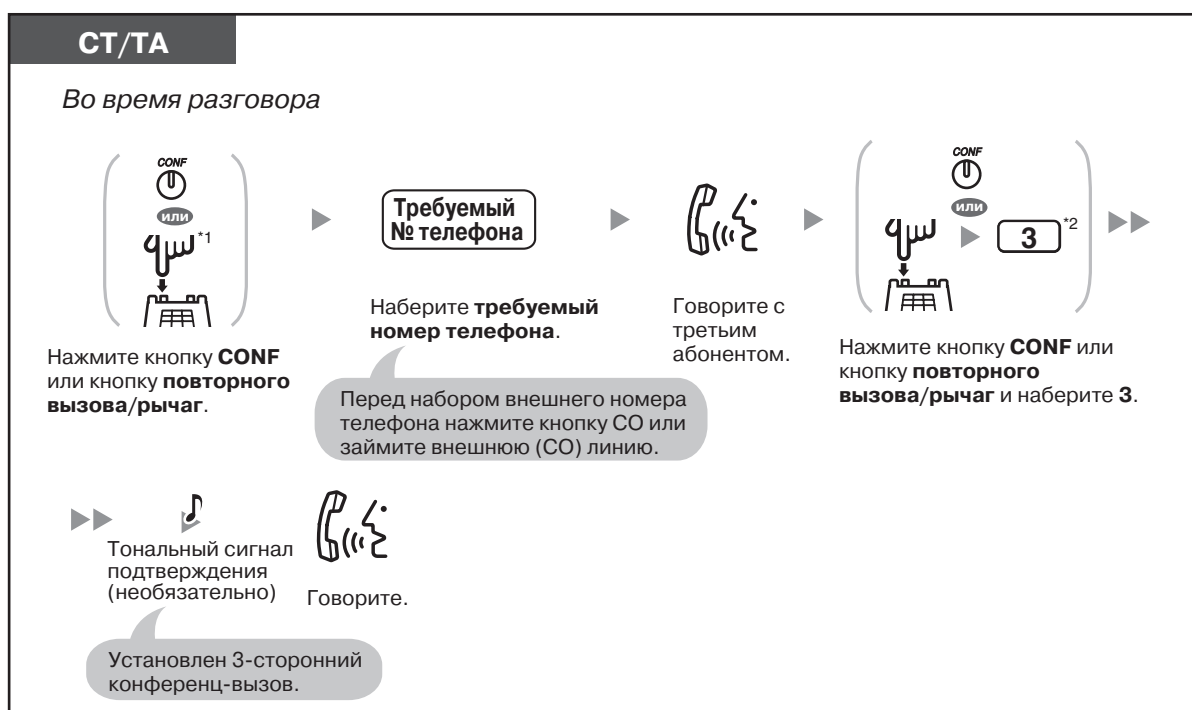 СТ/ТА
Во время разговора
CONF
или
*1
Нажмите кнопку CONF
или кнопку повторного
вызова/рычаг.
Требуемый
№ телефона
Наберите требуемый
номер телефона.
Перед набором внешнего номера
телефона нажмите кнопку СО или
займите внешнюю (СО) линию.
Говорите с
третьим
абонентом.
CONF
или
3
*2
Нажмите кнопку CONF или
кнопку повторного
вызова/рычаг и наберите 3.
Тональный сигнал
подтверждения
(необязательно)
Установлен 3-сторонний
конференц-вызов.
Говорите.